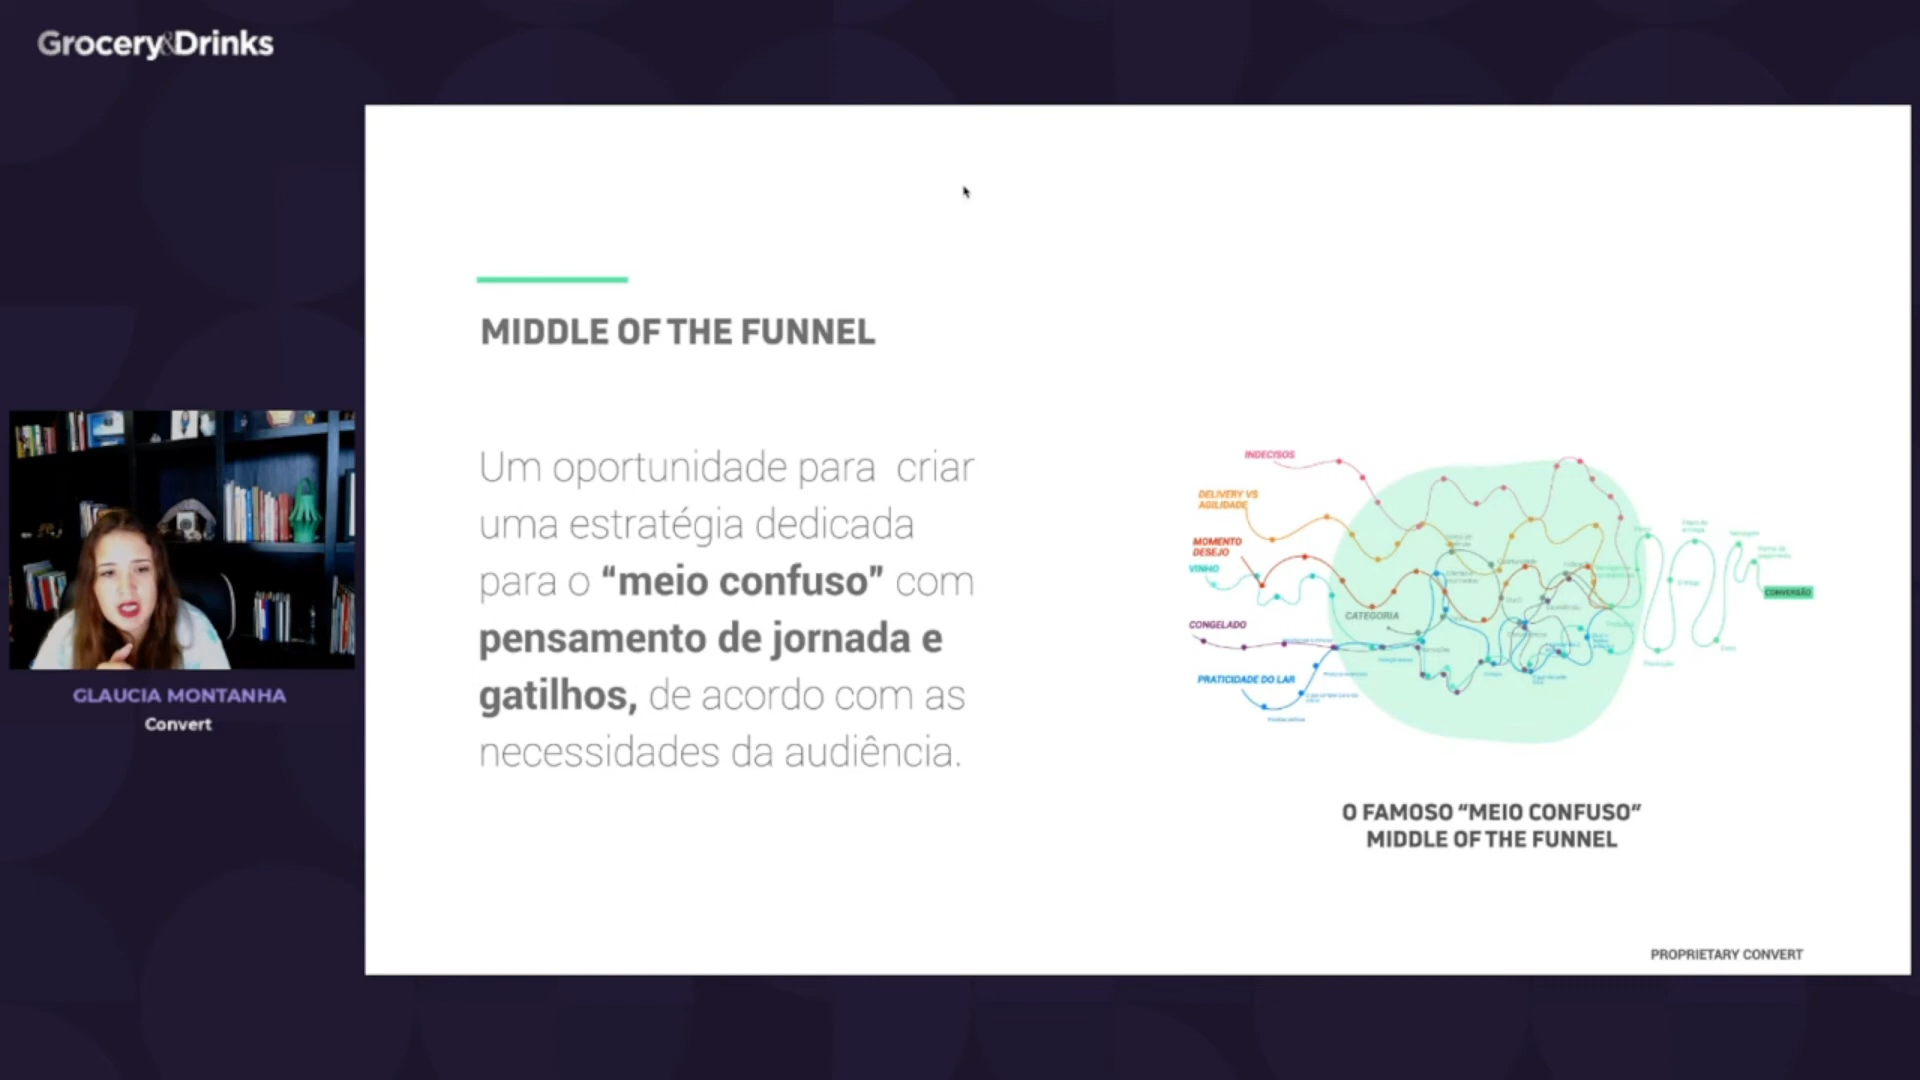 Grocery&Drinks
MIDDLE OF THE FUNNEL
Um oportunidade para criar
uma estratégia dedicada
para o “meio confuso” com
pensamento de jornada e
gatilhos, de acordo com as
necessidades da audiência.
GLAUCIA MONTANHA
Convert
INDECISOS
DELIVERY VS
AGILIDADE
MOMENTO
DESEJO
VINHO
CATEGORIA
CONGELADO
PRATICIDADE DO LAR
CONVERSÃO
O FAMOSO “MEIO CONFUSO”
MIDDLE OF THE FUNNEL
PROPRIETARY CONVERT